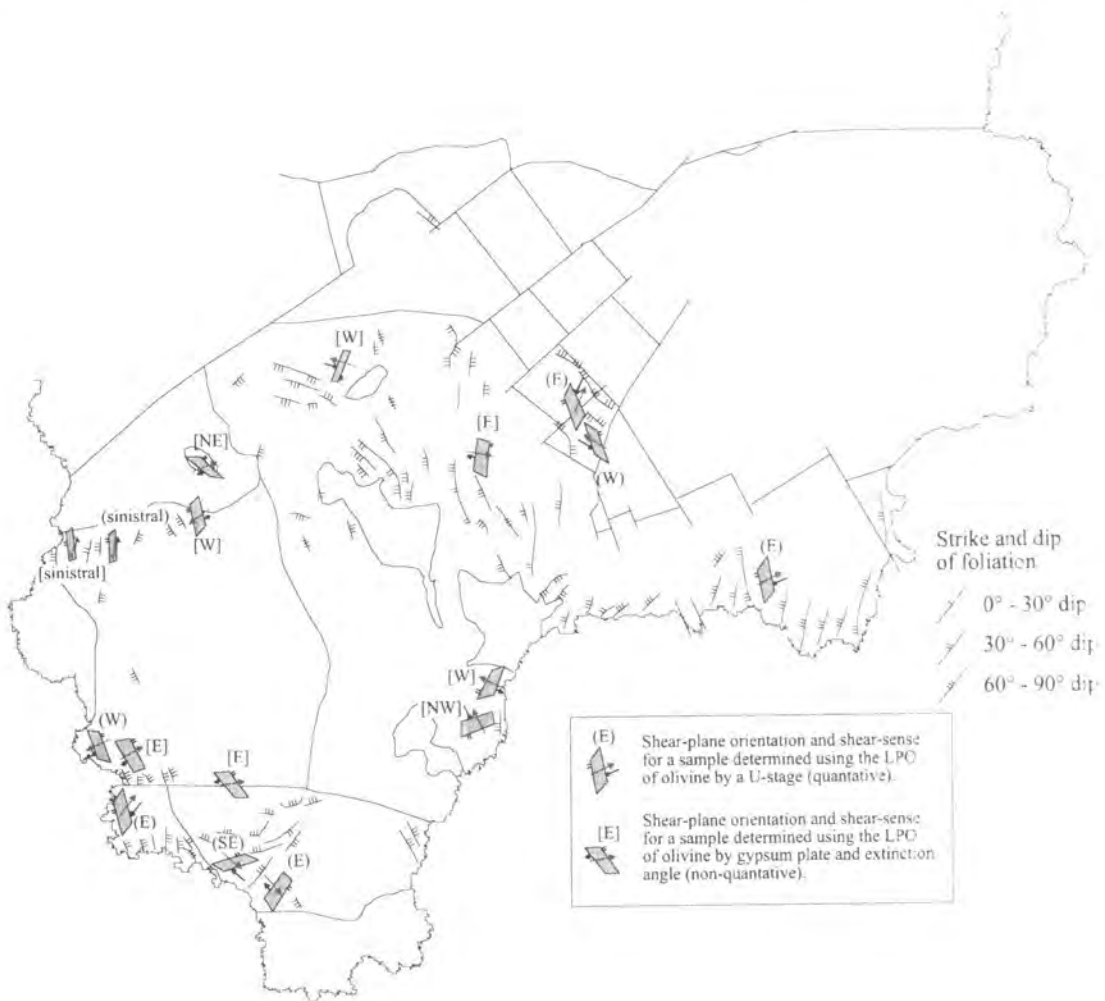 [W]
(E)
[E]
[NE]
(W)
(sinistral)
[W]
[sinistral]
(E)
Strike and dip
of foliation
0° - 30° dip
30° - 60° dip
60° - 90° dip
[W]
[NW]
(W)
[E]
[E]
(E)
(SE)
(E)
(E)
Shear-plane orientation and shear-sense
for a sample determined using the LPO
of olivine by a U-stage (quantative).
[E]
Shear-plane orientation and shear-sense
for a sample determined using the LPO
of olivine by gypsum plate and extinction
angle (non-quantative).